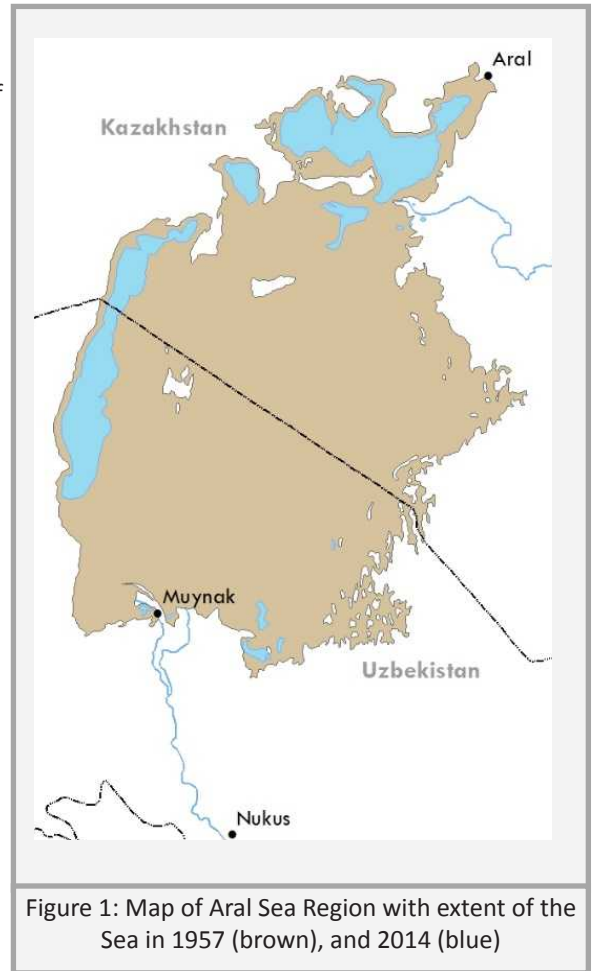 Aral
Kazakhstan
Muynak
Uzbekistan
Nukus
Figure 1: Map of Aral Sea Region with extent of the
Sea in 1957 (brown), and 2014 (blue)